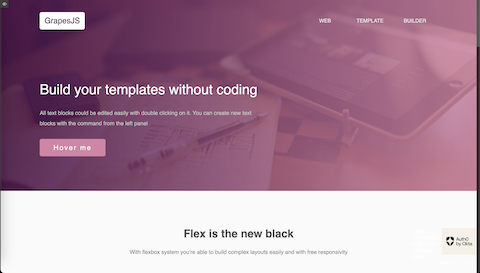 GrapesJS
WEB TEMPLATE BUILDER
Build your templates without coding
All text blocks could be edited easily with double clicking on it. You can create new text
blocks with the command from the left panel
Hover me
Flex is the new black
With flexbox system you're able to build complex layouts easily and with free responsivity
Auth0
by Okta